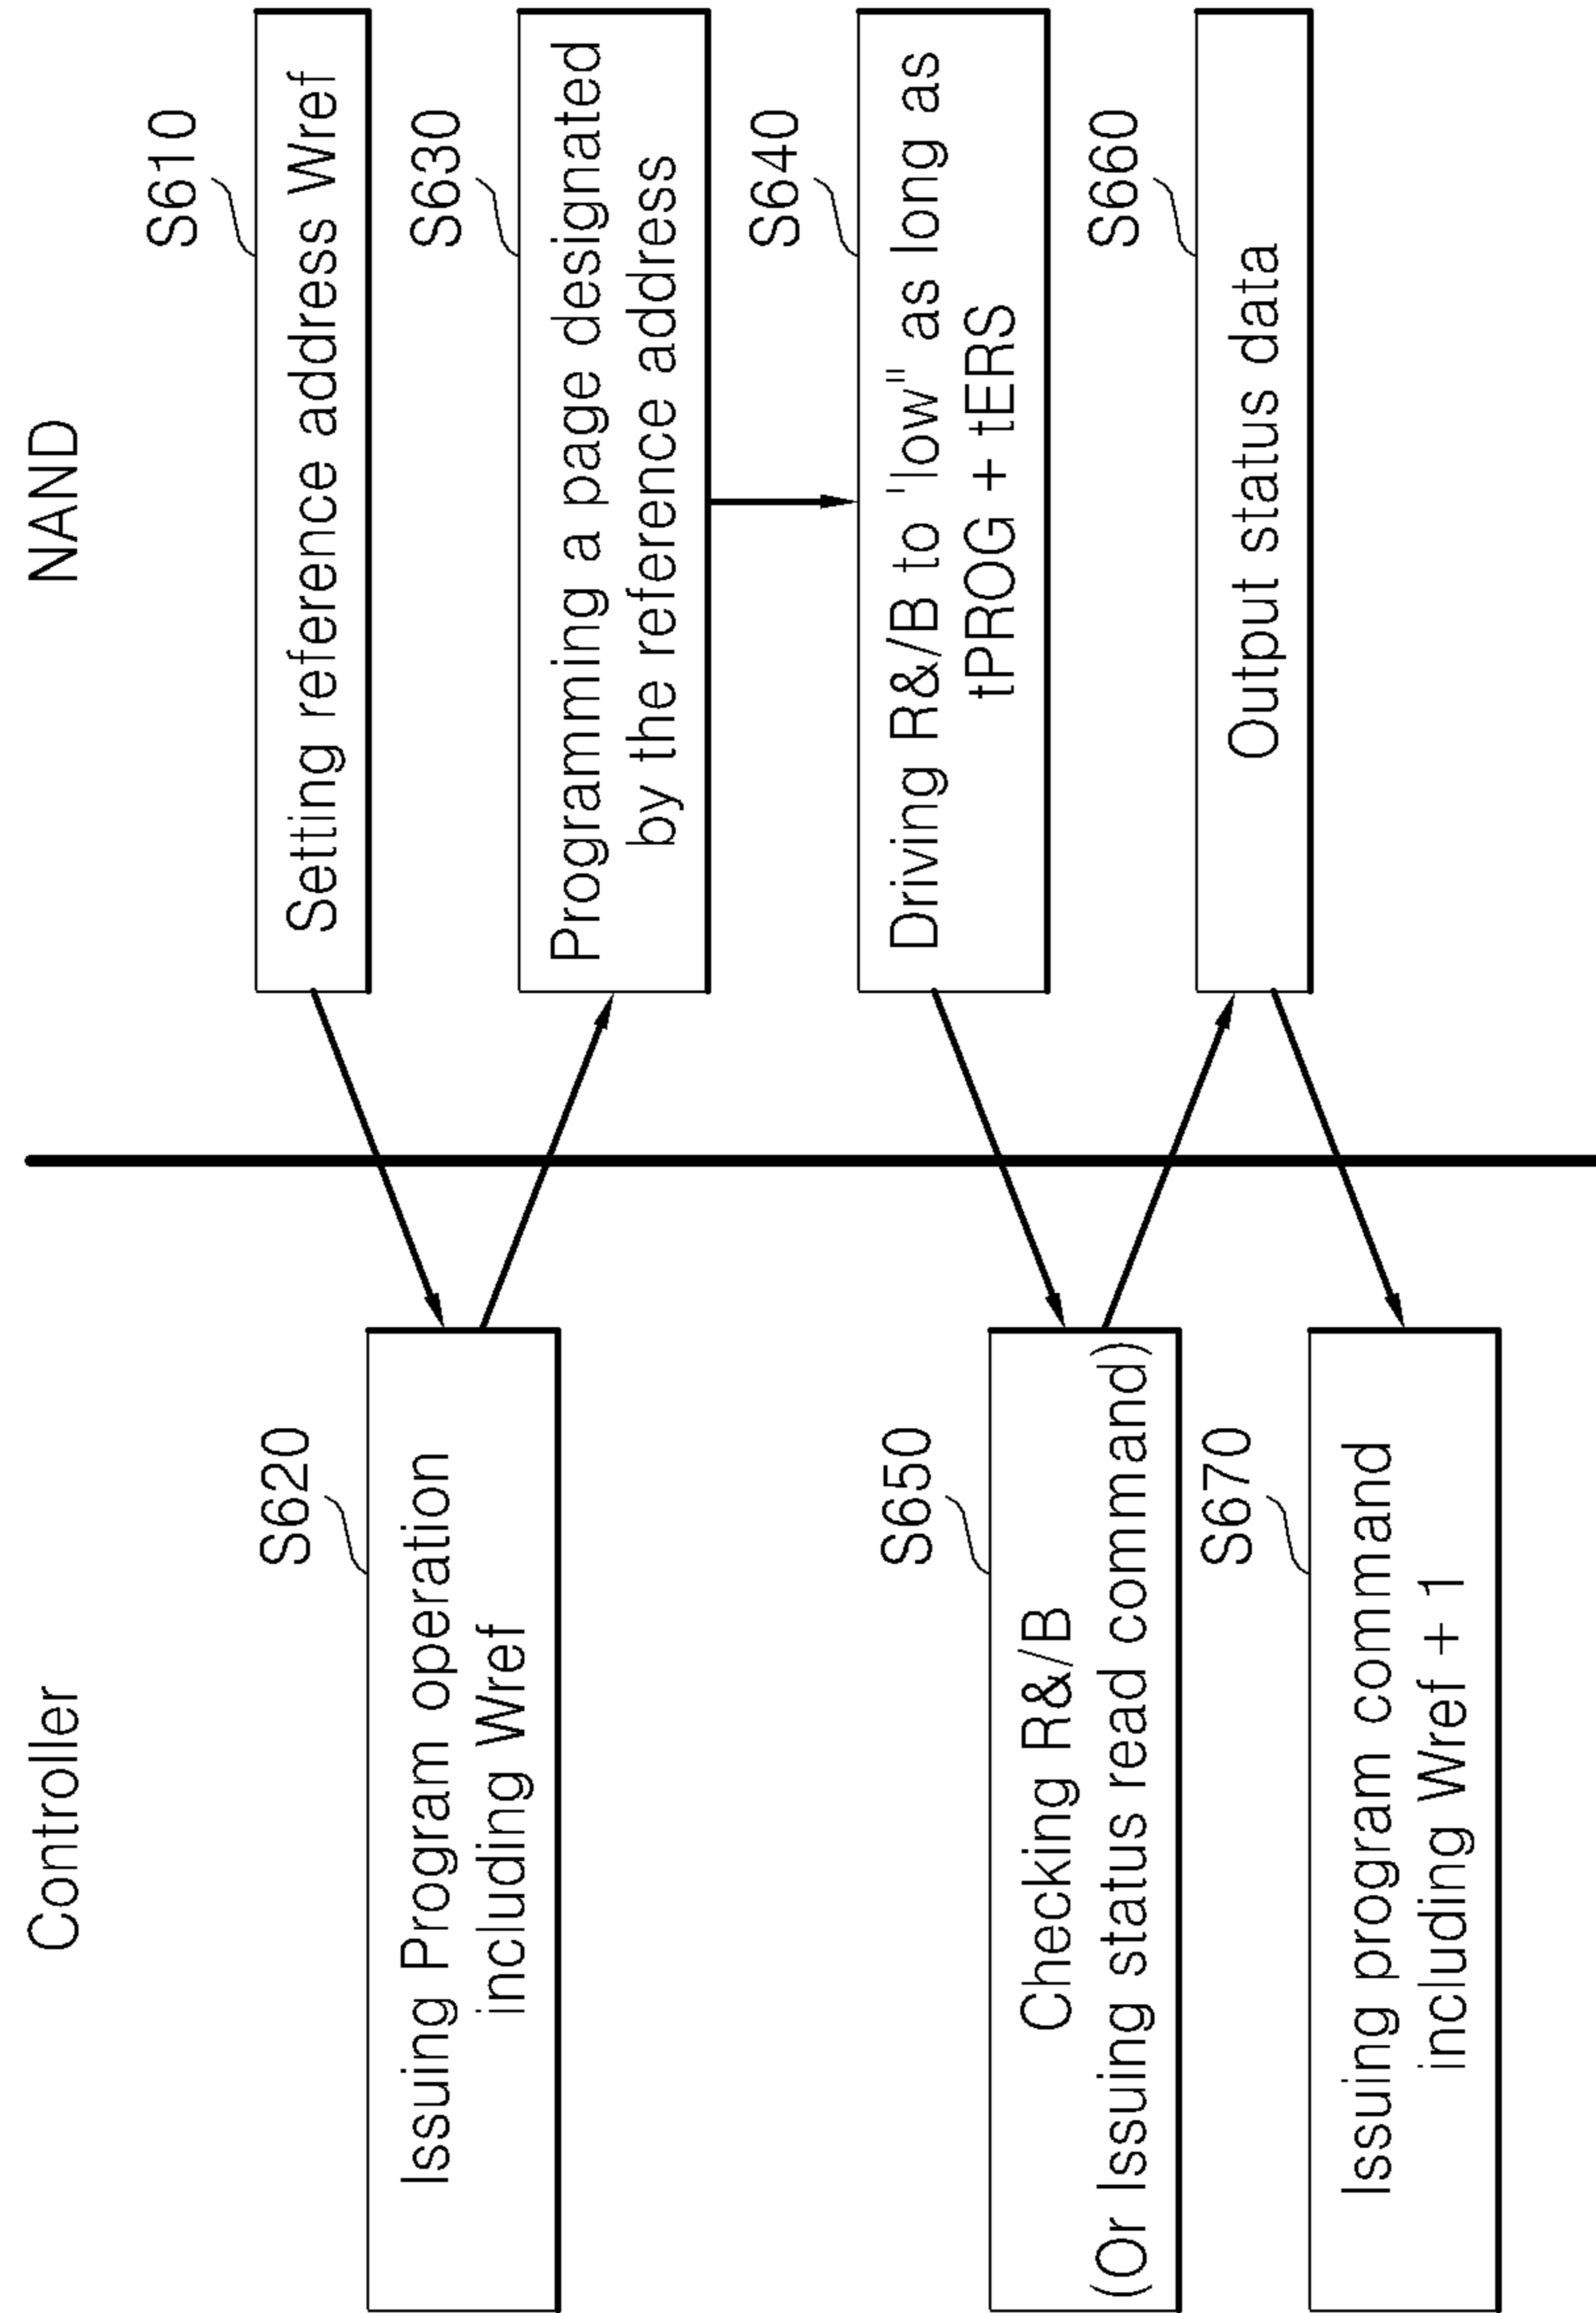 Controller
NAND
S610
Setting reference address Wref
S620
Issuing Program operation
including Wref
S630
Programming a page designated
by the reference address
S640
Driving R&/B to 'low" as long as
tPROG + tERS
S650
Checking R&/B
(Or Issuing status read command)
S660
Output status data
S670
Issuing program command
including Wref + 1